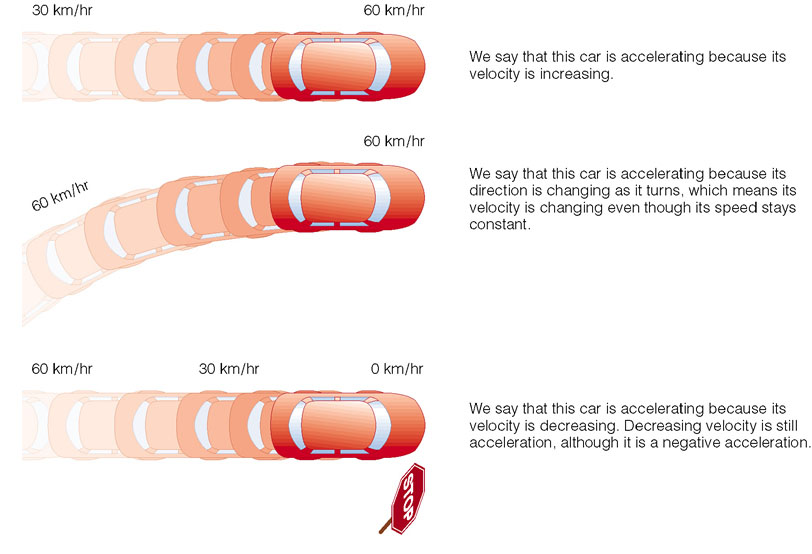 30 km/hr
60 km/hr
We say that this car is accelerating because its
velocity is increasing.
60 km/hr
60 km/hr
We say that this car is accelerating because its
direction is changing as it turns, which means its
velocity is changing even though its speed stays
constant.
60 km/hr
30 km/hr
0 km/hr
We say that this car is accelerating because its
velocity is decreasing. Decreasing velocity is still
acceleration, although it is a negative acceleration.
STOP